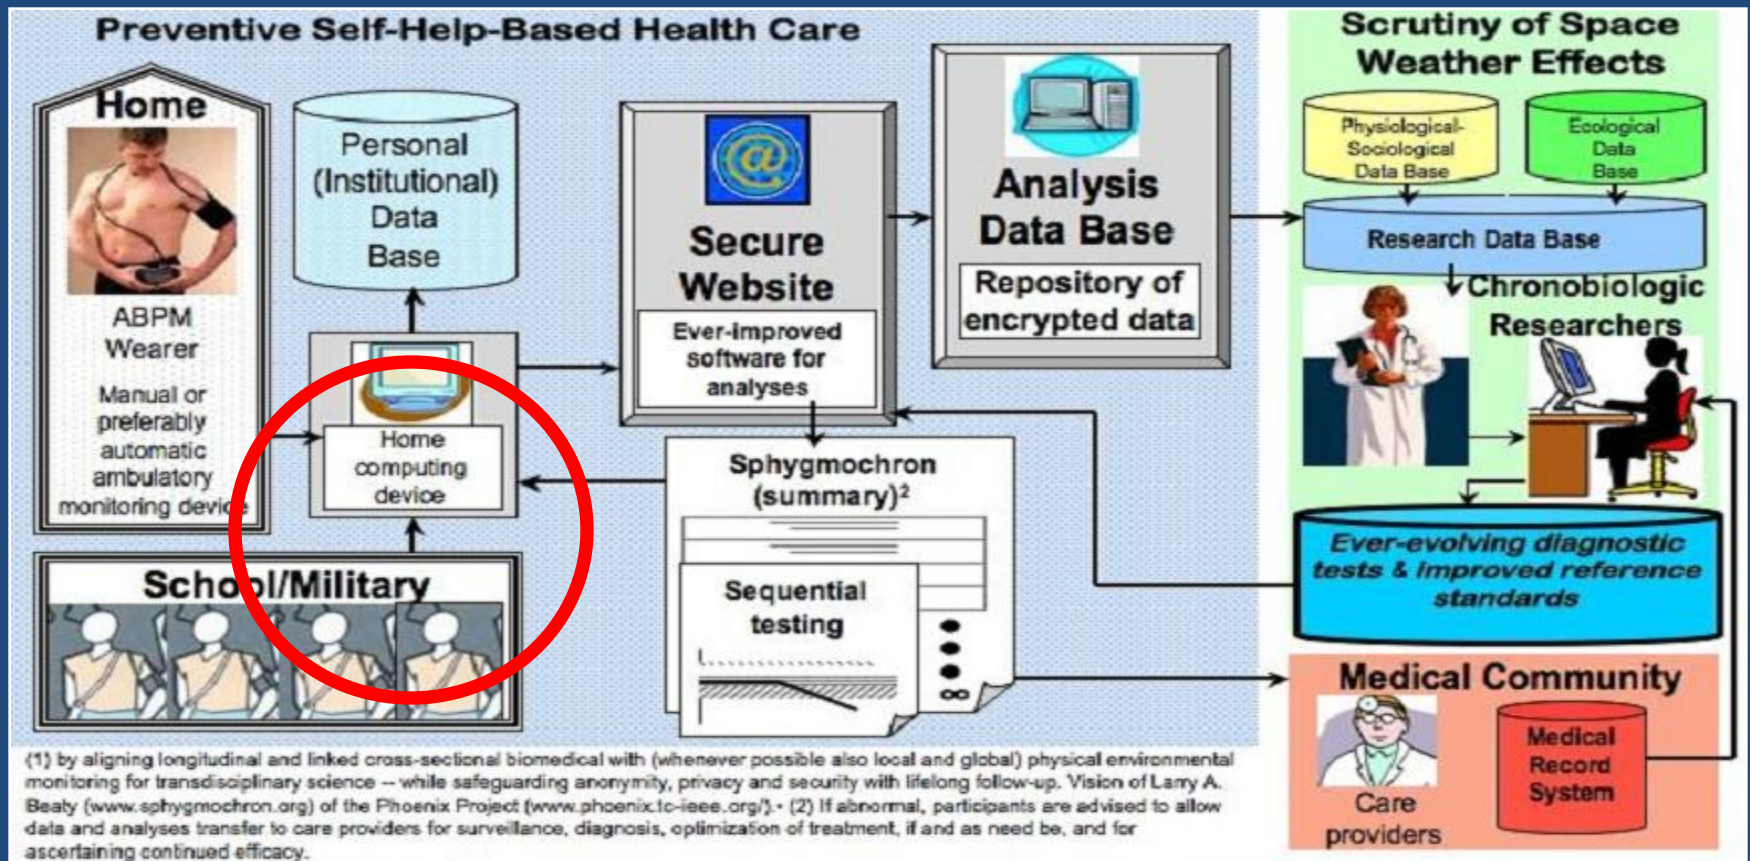 Preventive Self-Help-Based Health Care
Home
ABPM
Wearer
Manual or
preferably
automatic
ambulatory
monitoring device
Personal
(Institutional)
Data
Base
Home
computing
device
School/Military
@
Secure
Website
Ever-improved
software for
analyses
Analysis
Data Base
Repository of
encrypted data
Sphygmochron
(summary)²
Sequential
testing
∞
Scrutiny of Space
Weather Effects
Physiological-
Sociological
Data Base
Ecological
Data
Base
Research Data Base
Chronobiologic
Researchers
Ever-evolving diagnostic
tests & improved reference
standards
Medical Community
Care
providers
Medical
Record
System
(1) by aligning longitudinal and linked cross-sectional biomedical with (whenever possible also local and global) physical environmental
monitoring for transdisciplinary science -- while safeguarding anonymity, privacy and security with lifelong follow-up. Vision of Larry A.
Beaty (www.sphygmochron.org) of the Phoenix Project (www.phoenix.tc-ieee.org/).• (2) If abnormal, participants are advised to allow
data and analyses transfer to care providers for surveillance, diagnosis, optimization of treatment, if and as need be, and for
ascertaining continued efficacy.